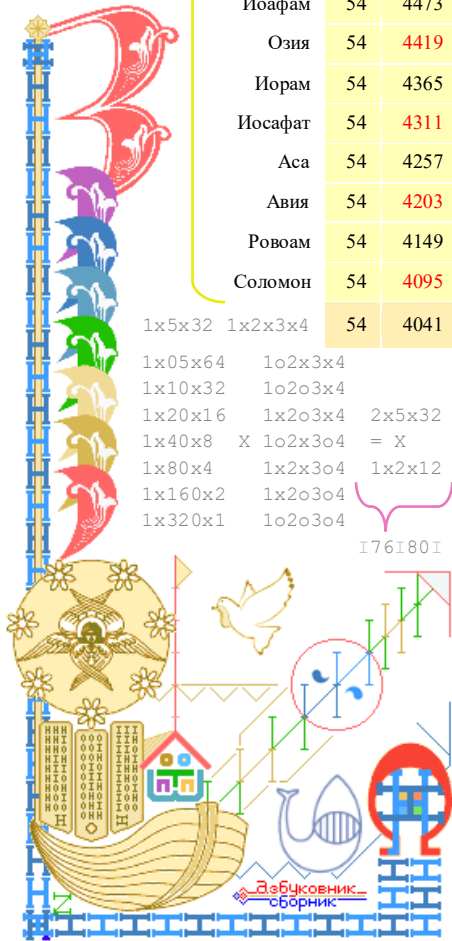 Иоафам 54 4473
Озия 54 4419
Иорам 54 4365
Иосафат 54 4311
Аса 54 4257
Авия 54 4203
Ровоам 54 4149
Соломон 54 4095
1x5x32 1x2x3x4 54 4041
1x05x64 1o2x3x4
1x10x32 1o2o3x4
1x20x16 1x2o3x4 2x5x32
1x40x8 X 1o2x3o4 = X
1x80x4 1x2x3o4 1x2x12
1x160x2 1x2o3o4
1x320x1 1o2o3o4
I76I80I
Азбуковник
сборник